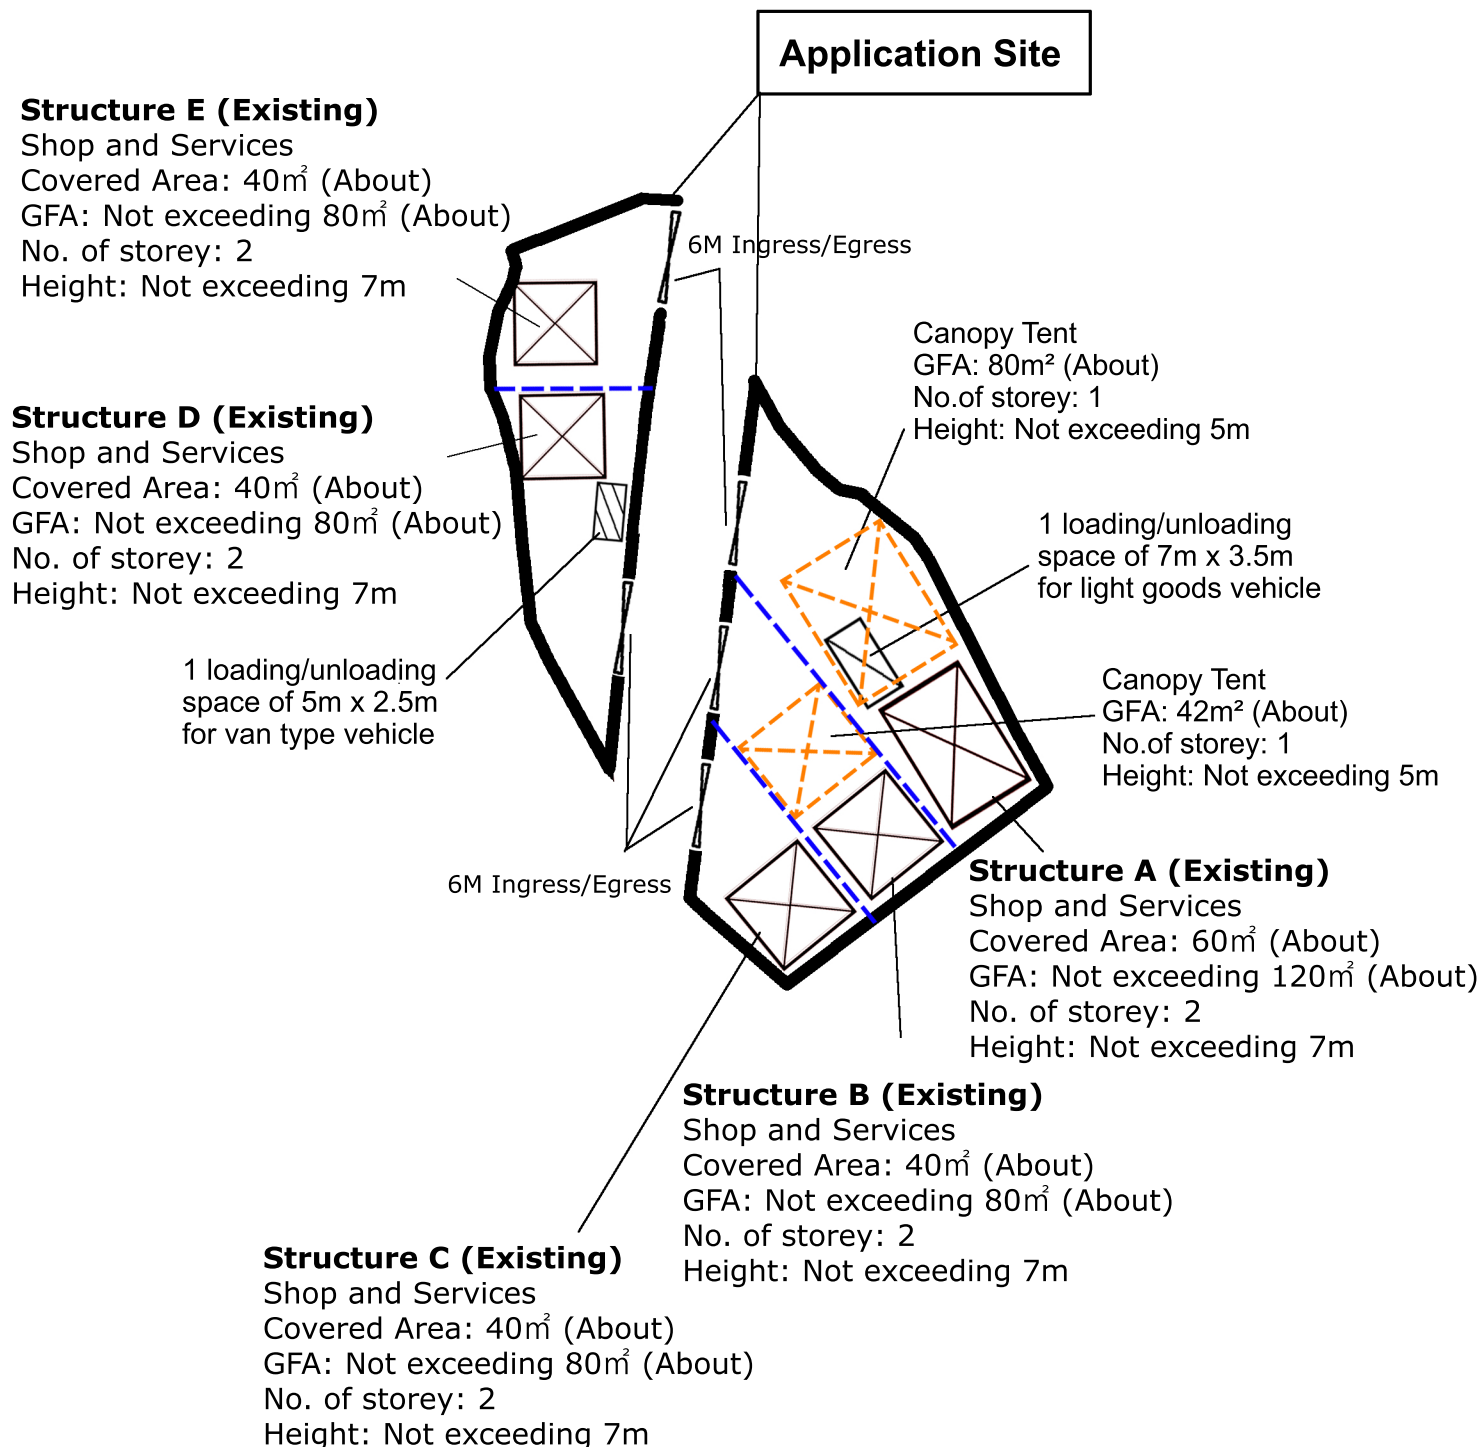 Application Site
Structure E (Existing)
Shop and Services
Covered Area: 40㎡ (About)
GFA: Not exceeding 80㎡ (About)
No. of storey: 2
Height: Not exceeding 7m
6M Ingress/Egress
Canopy Tent
GFA: 80m² (About)
No.of storey: 1
Height: Not exceeding 5m
Structure D (Existing)
Shop and Services
Covered Area: 40㎡ (About)
GFA: Not exceeding 80㎡ (About)
No. of storey: 2
Height: Not exceeding 7m
1 loading/unloading
space of 7m x 3.5m
for light goods vehicle
1 loading/unloading
space of 5m x 2.5m
for van type vehicle
Canopy Tent
GFA: 42m² (About)
No.of storey: 1
Height: Not exceeding 5m
6M Ingress/Egress
Structure A (Existing)
Shop and Services
Covered Area: 60㎡ (About)
GFA: Not exceeding 120㎡ (About)
No. of storey: 2
Height: Not exceeding 7m
Structure B (Existing)
Shop and Services
Covered Area: 40㎡ (About)
GFA: Not exceeding 80㎡ (About)
No. of storey: 2
Height: Not exceeding 7m
Structure C (Existing)
Shop and Services
Covered Area: 40㎡ (About)
GFA: Not exceeding 80㎡ (About)
No. of storey: 2
Height: Not exceeding 7m